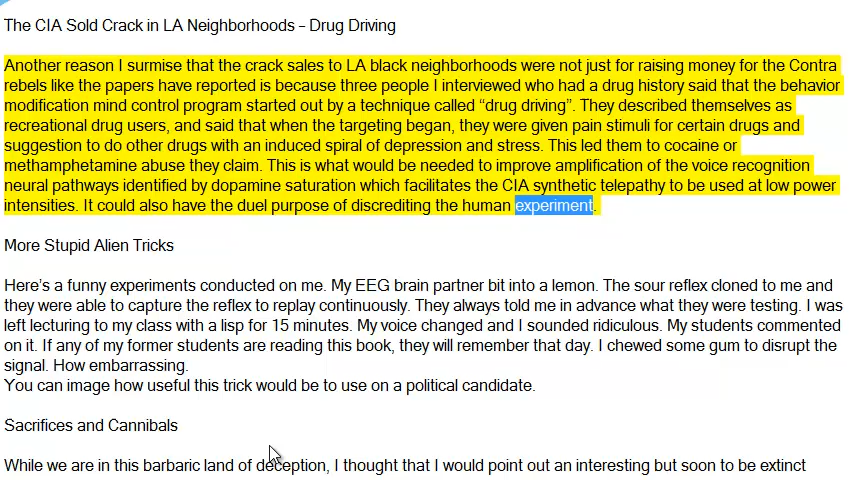 The CIA Sold Crack in LA Neighborhoods – Drug Driving
Another reason I surmise that the crack sales to LA black neighborhoods were not just for raising money for the Contra
rebels like the papers have reported is because three people I interviewed who had a drug history said that the behavior
modification mind control program started out by a technique called “drug driving”. They described themselves as
recreational drug users, and said that when the targeting began, they were given pain stimuli for certain drugs and
suggestion to do other drugs with an induced spiral of depression and stress. This led them to cocaine or
methamphetamine abuse they claim. This is what would be needed to improve amplification of the voice recognition
neural pathways identified by dopamine saturation which facilitates the CIA synthetic telepathy to be used at low power
intensities. It could also have the duel purpose of discrediting the human experiment.
More Stupid Alien Tricks
Here’s a funny experiments conducted on me. My EEG brain partner bit into a lemon. The sour reflex cloned to me and
they were able to capture the reflex to replay continuously. They always told me in advance what they were testing. I was
left lecturing to my class with a lisp for 15 minutes. My voice changed and I sounded ridiculous. My students commented
on it. If any of my former students are reading this book, they will remember that day. I chewed some gum to disrupt the
signal. How embarrassing.
You can image how useful this trick would be to use on a political candidate.
Sacrifices and Cannibals
While we are in this barbaric land of deception, I thought that I would point out an interesting but soon to be extinct